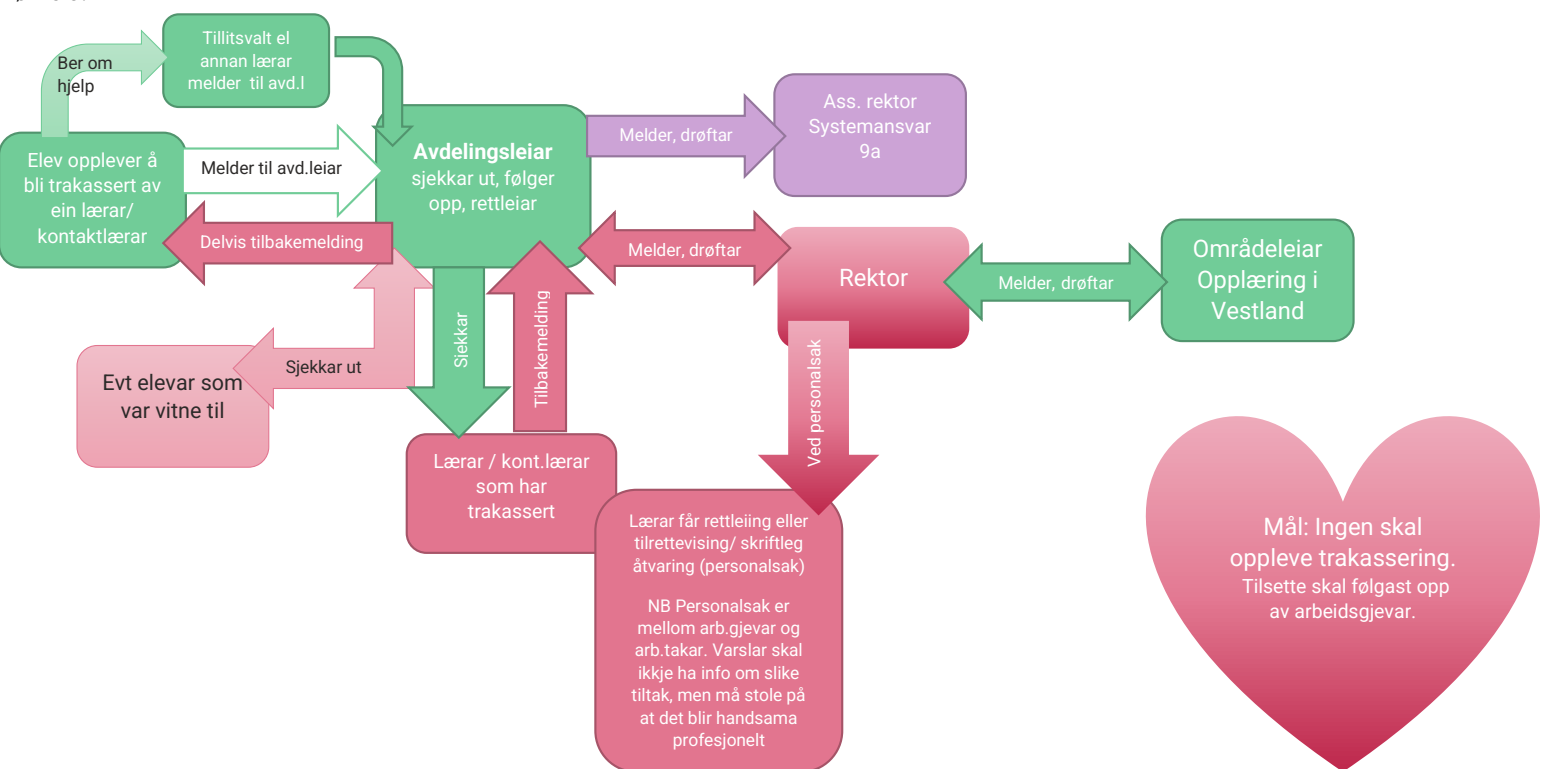 Ber om
hjelp
Tillitsvalt el
annan lærar
melder til avd.l
Elev opplever å
bli trakassert av
ein lærar/
kontaktlærar
Melder til avd.leiar
Delvis tilbakemelding
Avdelingsleiar
sjekkar ut, følger
opp, rettleiar
Melder, drøftar
Ass. rektor
Systemansvar
9a
Melder, drøftar
Rektor
Melder, drøftar
Områdeleiar
Opplæring i
Vestland
Evt elevar som
var vitne til
Sjekkar ut
Sjekkar
Tilbakemelding
Ved personalsak
Lærar / kont.lærar
som har
trakassert
Lærar får rettleiing eller
tilrettevising/ skriftleg
åtvaring (personalsak)
NB Personalsak er
mellom arb.gjevar og
arb.takar. Varslar skal
ikkje ha info om slike
tiltak, men må stole på
at det blir handsama
profesjonelt
Mål: Ingen skal
oppleve trakassering.
Tilsette skal følgast opp
av arbeidsgjevar.